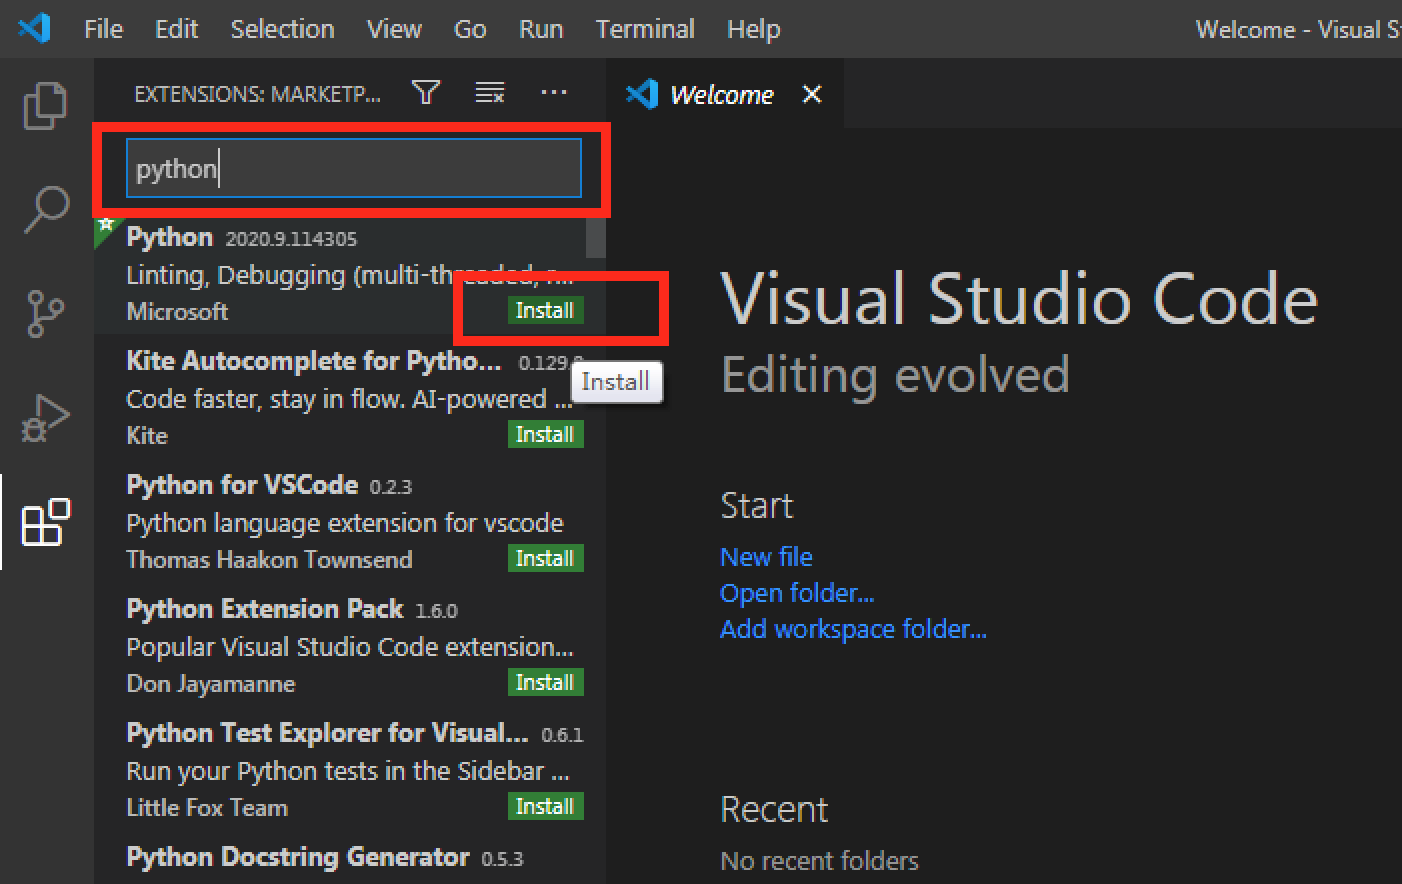 File Edit Selection View Go Run Terminal Help Welcome - Visual
EXTENSIONS: MARKETP...
Welcome
python
Python 2020.9.114305
Linting, Debugging (multi-threaded, ...
Microsoft Install
Kite Autocomplete for Pytho... 0.129.
Install
Code faster, stay in flow. AI-powered ...
Kite Install
Python for VSCode 0.2.3
Python language extension for vscode
Thomas Haakon Townsend Install
Python Extension Pack 1.6.0
Popular Visual Studio Code extension...
Don Jayamanne Install
Python Test Explorer for Visual... 0.6.1
Run your Python tests in the Sidebar ...
Little Fox Team Install
Python Docstring Generator 0.5.3
Visual Studio Code
Editing evolved
Start
New file
Open folder...
Add workspace folder...
Recent
No recent folders